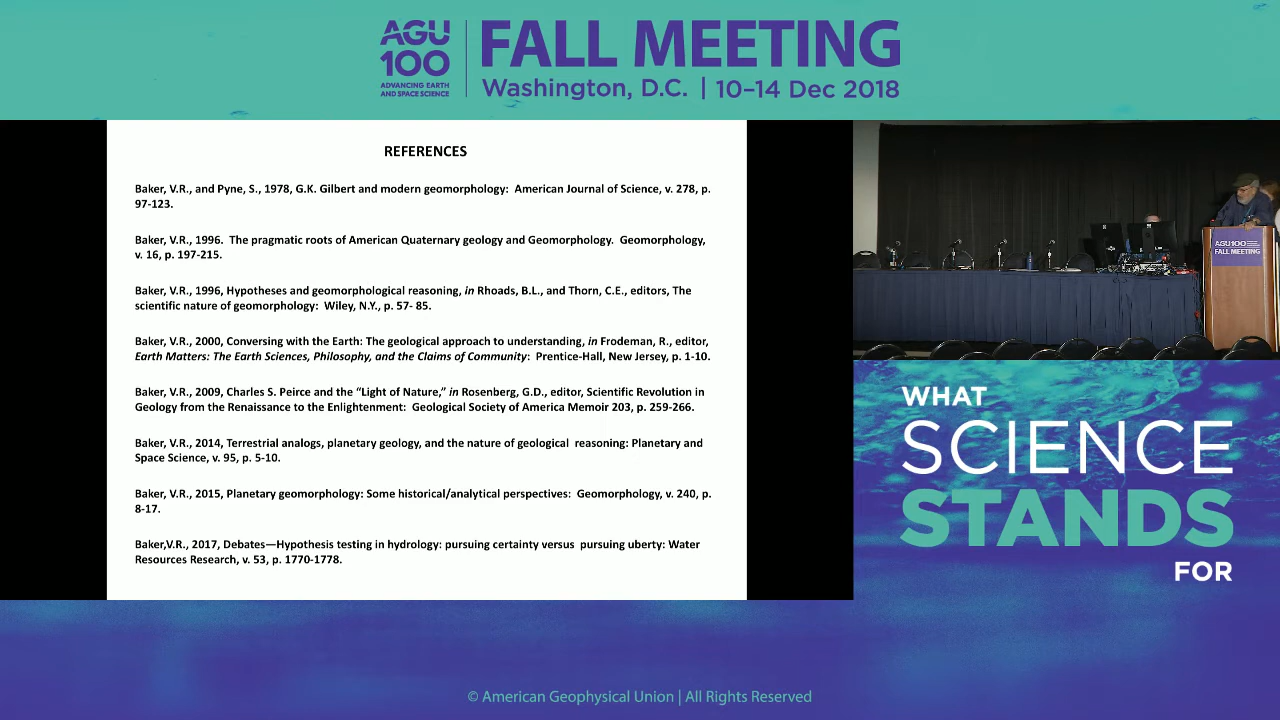 AGU
100
ADVANCING EARTH
AND SPACE SCIENCE
FALL MEETING
Washington, D.C. | 10–14 Dec 2018
REFERENCES
Baker, V.R., and Pyne, S., 1978, G.K. Gilbert and modern geomorphology: American Journal of Science, v. 278, p.
97-123.
Baker, V.R., 1996. The pragmatic roots of American Quaternary geology and Geomorphology. Geomorphology,
v. 16, p. 197-215.
Baker, V.R., 1996, Hypotheses and geomorphological reasoning, in Rhoads, B.L., and Thorn, C.E., editors, The
scientific nature of geomorphology: Wiley, N.Y., p. 57- 85.
Baker, V.R., 2000, Conversing with the Earth: The geological approach to understanding, in Frodeman, R., editor,
Earth Matters: The Earth Sciences, Philosophy, and the Claims of Community: Prentice-Hall, New Jersey, p. 1-10.
Baker, V.R., 2009, Charles S. Peirce and the “Light of Nature,” in Rosenberg, G.D., editor, Scientific Revolution in
Geology from the Renaissance to the Enlightenment: Geological Society of America Memoir 203, p. 259-266.
Baker, V.R., 2014, Terrestrial analogs, planetary geology, and the nature of geological reasoning: Planetary and
Space Science, v. 95, p. 5-10.
Baker, V.R., 2015, Planetary geomorphology: Some historical/analytical perspectives: Geomorphology, v. 240, p.
8-17.
Baker,V.R., 2017, Debates—Hypothesis testing in hydrology: pursuing certainty versus pursuing uberty: Water
Resources Research, v. 53, p. 1770-1778.
AGU100
FALL MEETING
WHAT
SCIENCE
STANDS
FOR
© American Geophysical Union | All Rights Reserved